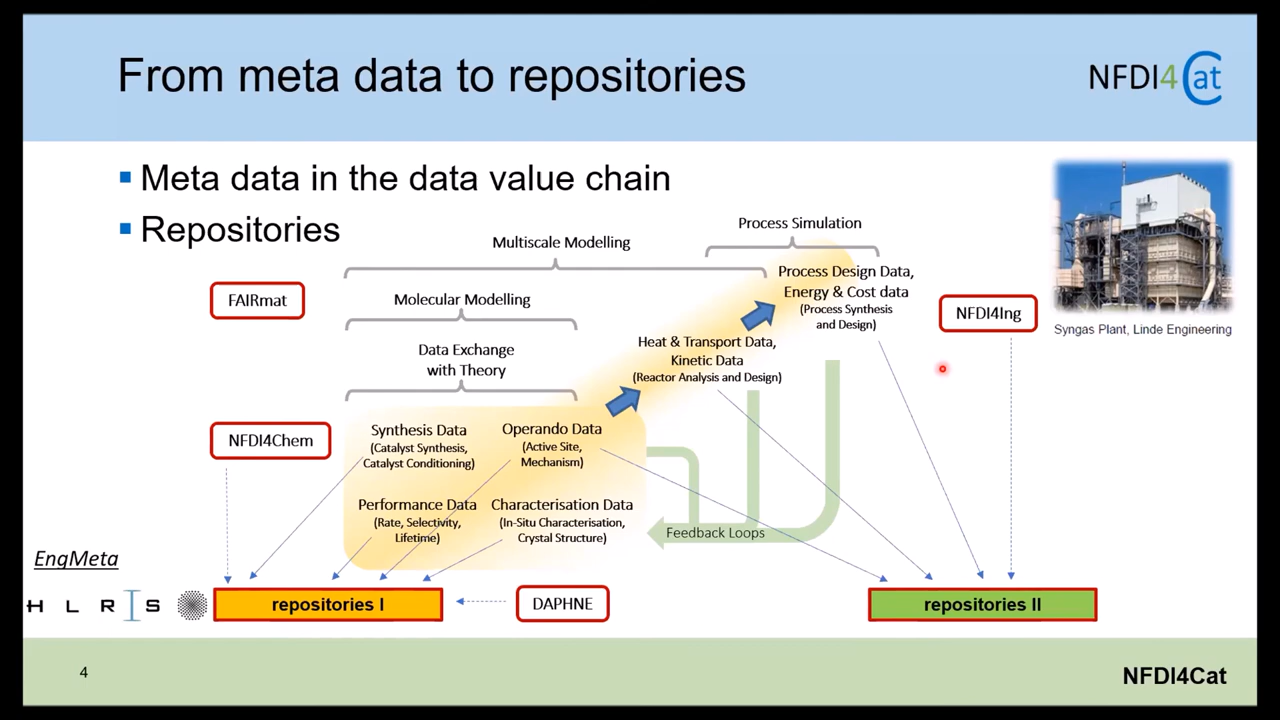 From meta data to repositories
NFDI4Cat
Meta data in the data value chain
Repositories
Process Simulation
Multiscale Modelling
Process Design Data,
Energy & Cost data
(Process Synthesis
and Design)
FAIRmat
Molecular Modelling
NFDI4Ing
Syngas Plant, Linde Engineering
Heat & Transport Data,
Kinetic Data
(Reactor Analysis and Design)
Data Exchange
with Theory
NFDI4Chem
Synthesis Data
(Catalyst Synthesis,
Catalyst Conditioning)
Operando Data
(Active Site,
Mechanism)
Performance Data
(Rate, Selectivity,
Lifetime)
Characterisation Data
(In-Situ Characterisation,
Crystal Structure)
Feedback Loops
EngMeta
H L R I S
repositories I
DAPHNE
repositories II
4
NFDI4Cat